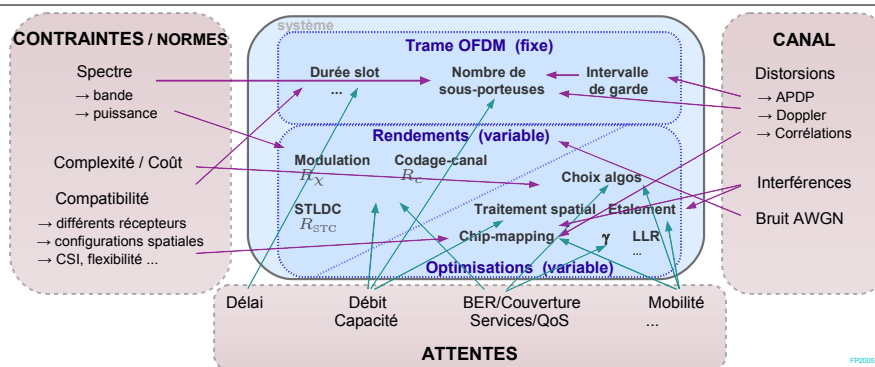 système
CONTRAINTES / NORMES
Spectre
→ bande
→ puissance
Complexité / Coût
Compatibilité
→ différents récepteurs
→ configurations spatiales
→ CSI, flexibilité ...
Trame OFDM (fixe)
Durée slot
...
Nombre de
sous-porteuses
Intervalle
de garde
Rendements (variable)
Modulation
Rχ
Codage-canal
Rc
Choix algos
STLDC
RSTC
Traitement spatial
Etalement
Chip-mapping
γ
LLR
...
Optimisations (variable)
CANAL
Distorsions
→ APDP
→ Doppler
→ Corrélations
Interférences
Bruit AWGN
Délai
Débit
Capacité
BER/Couverture
Services/QoS
Mobilité
...
ATTENTES
FP2005